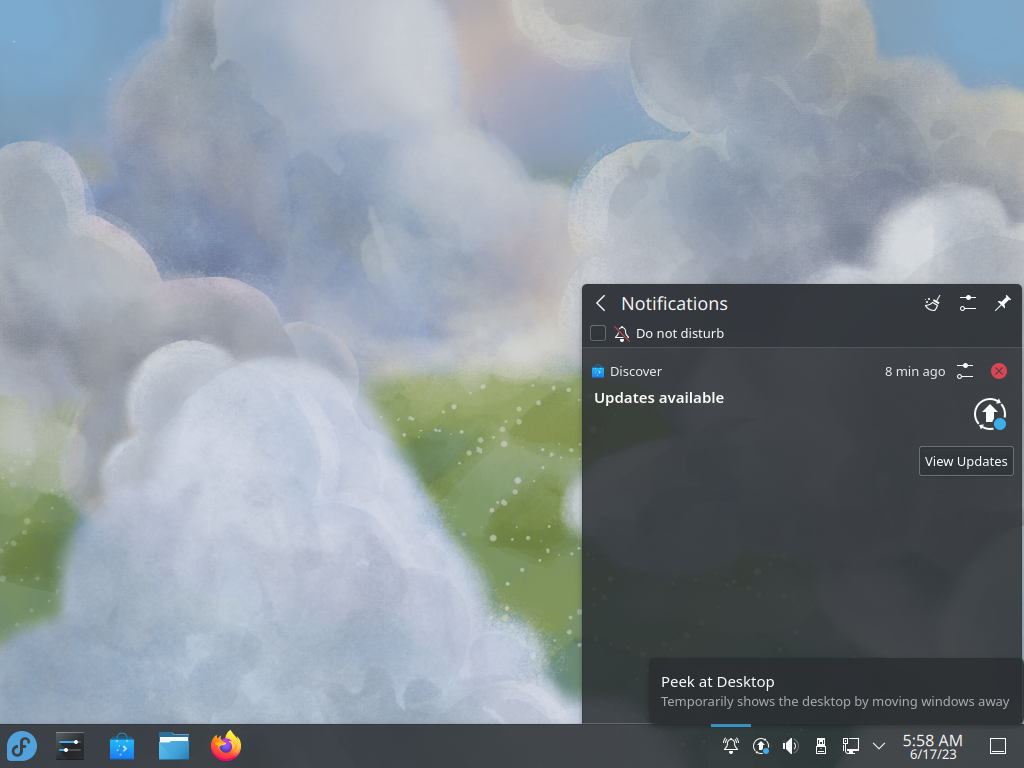 Notifications
Do not disturb
Discover
8 min ago
Updates available
View Updates
Peek at Desktop
Temporarily shows the desktop by moving windows away
5:58 AM
6/17/23